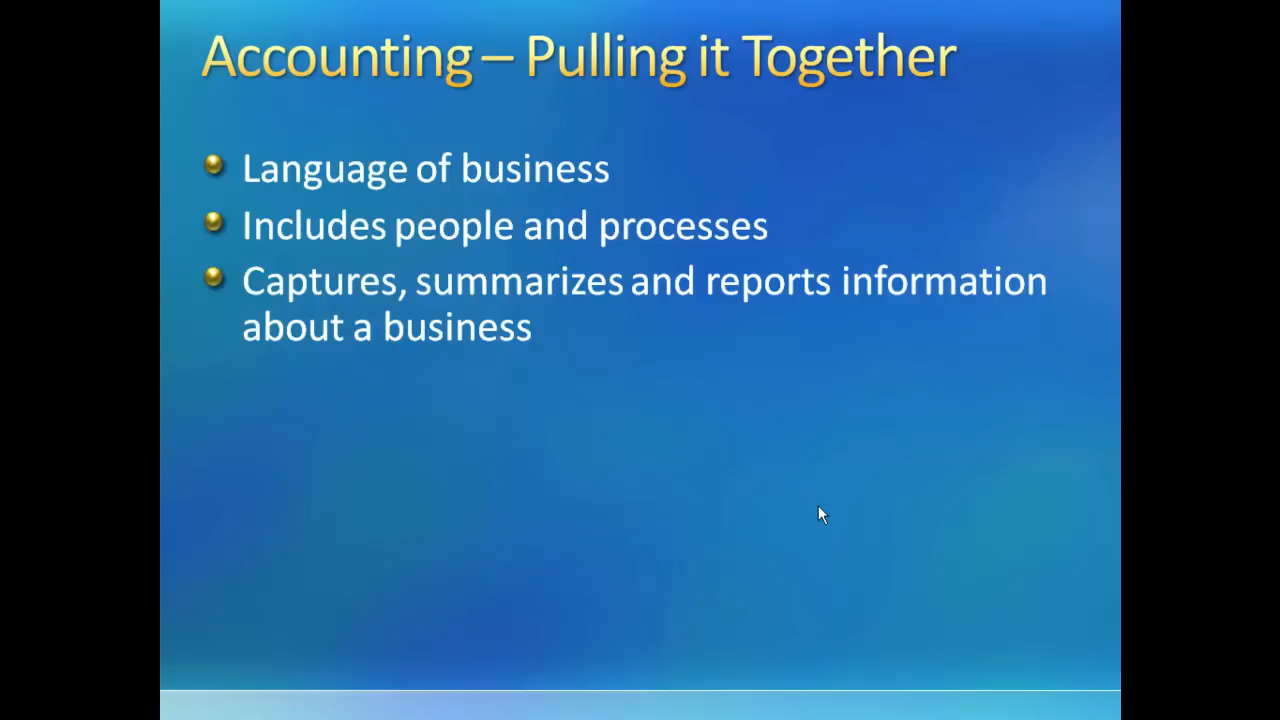 Accounting – Pulling it Together
Language of business
Includes people and processes
Captures, summarizes and reports information
about a business